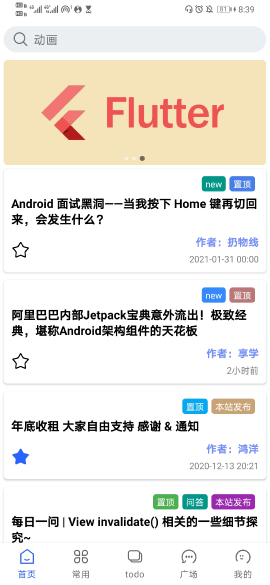 8:39
动画
Flutter
new 置顶
Android 面试黑洞——当我按下 Home 键再切回
来，会发生什么？
作者：扔物线
2021-01-31 00:00
new 置顶
阿里巴巴内部Jetpack宝典意外流出！极致经
典，堪称Android架构组件的天花板
作者：享学
2小时前
置顶 本站发布
年底收租 大家自由支持 感谢 & 通知
作者：鸿洋
2020-12-13 20:21
置顶 问答 本站发布
每日一问 | View invalidate() 相关的一些细节探
究~
首页 常用 todo 广场 我的